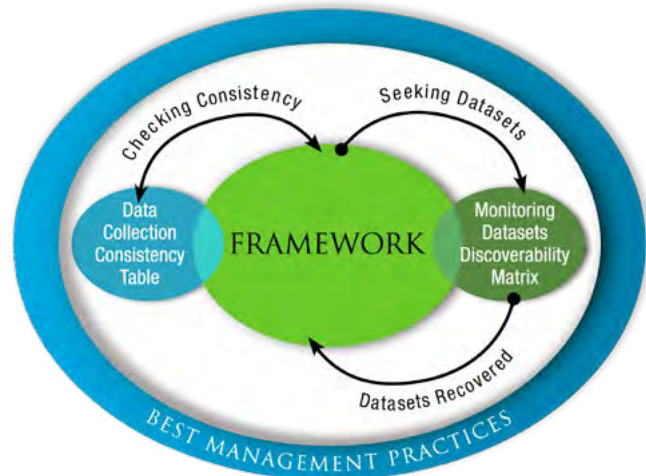 Checking Consistency
Seeking Datasets
Data
Collection
Consistency
Table
FRAMEWORK
Monitoring
Datasets
Discoverability
Matrix
Datasets Recovered
BEST MANAGEMENT PRACTICES